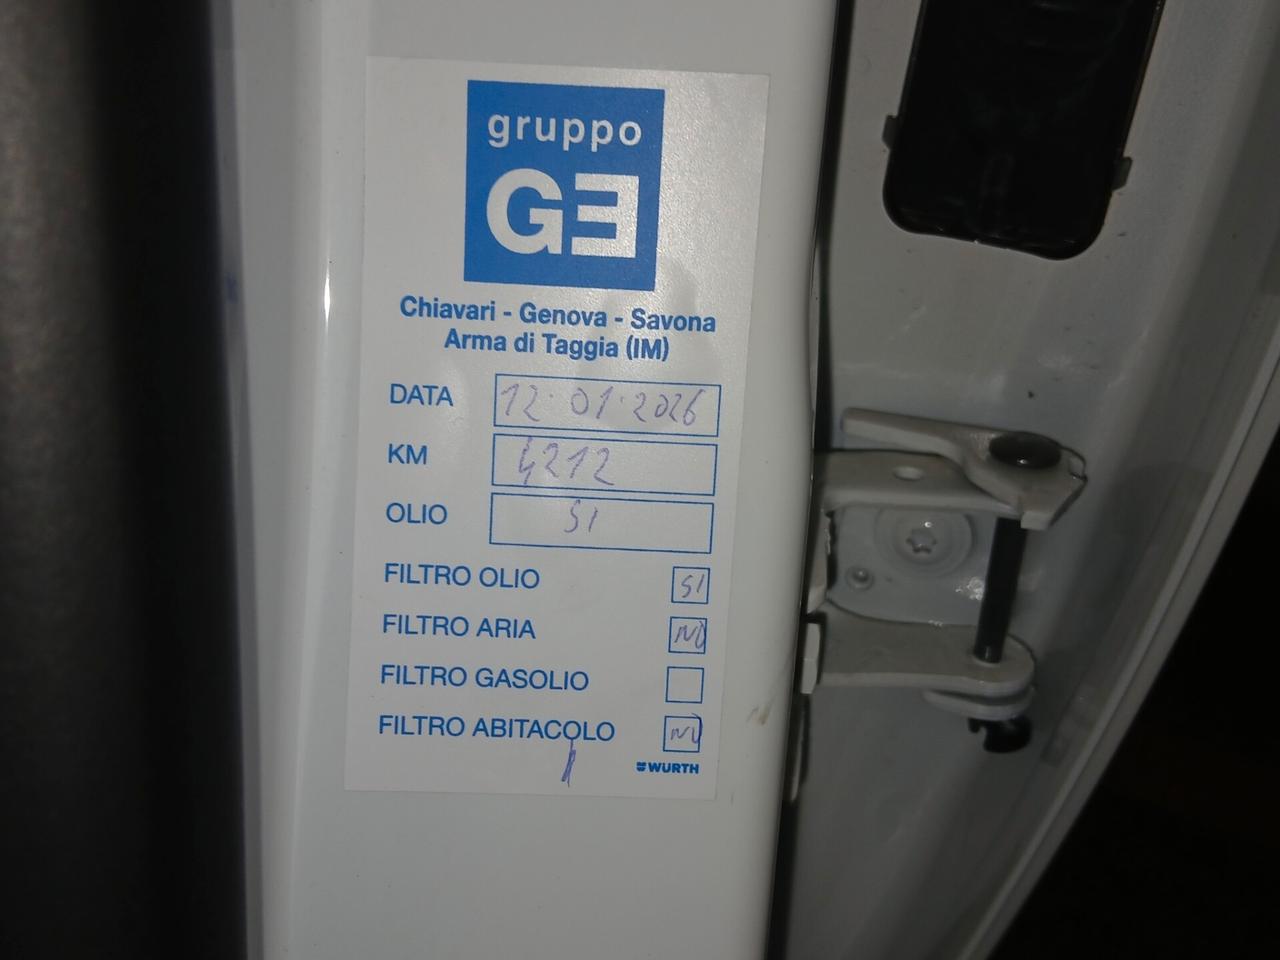 gruppo
GE
Chiavari - Genova - Savona
Arma di Taggia (IM)
DATA 12.01.2026
KM 4212
OLIO SI
FILTRO OLIO SI
FILTRO ARIA NO
FILTRO GASOLIO
FILTRO ABITACOLO NO
WÜRTH